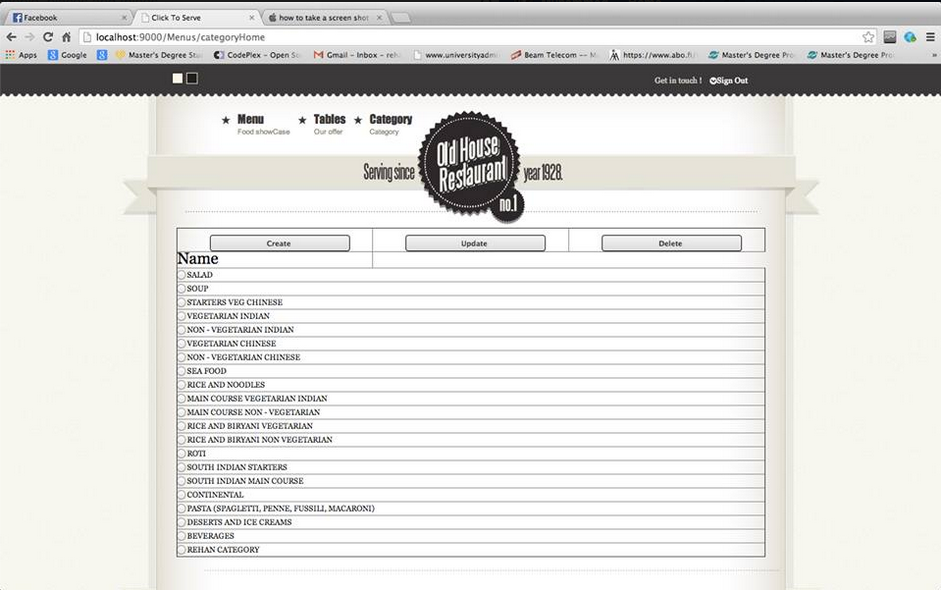 Facebook
Click To Serve
how to take a screen shot
localhost:9000/Menus/categoryHome
Apps Google Master's Degree Stu CodePlex – Open So Gmail – Inbox – reh www.universityadm Beam Telecom –– M https://www.abo.fi/ Master's Degree Pro Master's Degree Pro »
Get in touch ! Sign Out
Menu Tables Category
Food showCase Our offer Category
Old House
Restaurant
Serving since year 1928.
no.1
Create Update Delete
Name
SALAD
SOUP
STARTERS VEG CHINESE
VEGETARIAN INDIAN
NON - VEGETARIAN INDIAN
VEGETARIAN CHINESE
NON - VEGETARIAN CHINESE
SEA FOOD
RICE AND NOODLES
MAIN COURSE VEGETARIAN INDIAN
MAIN COURSE NON - VEGETARIAN
RICE AND BIRYANI VEGETARIAN
RICE AND BIRYANI NON VEGETARIAN
ROTI
SOUTH INDIAN STARTERS
SOUTH INDIAN MAIN COURSE
CONTINENTAL
PASTA (SPAGLETTI, PENNE, FUSSILI, MACARONI)
DESERTS AND ICE CREAMS
BEVERAGES
REHAN CATEGORY